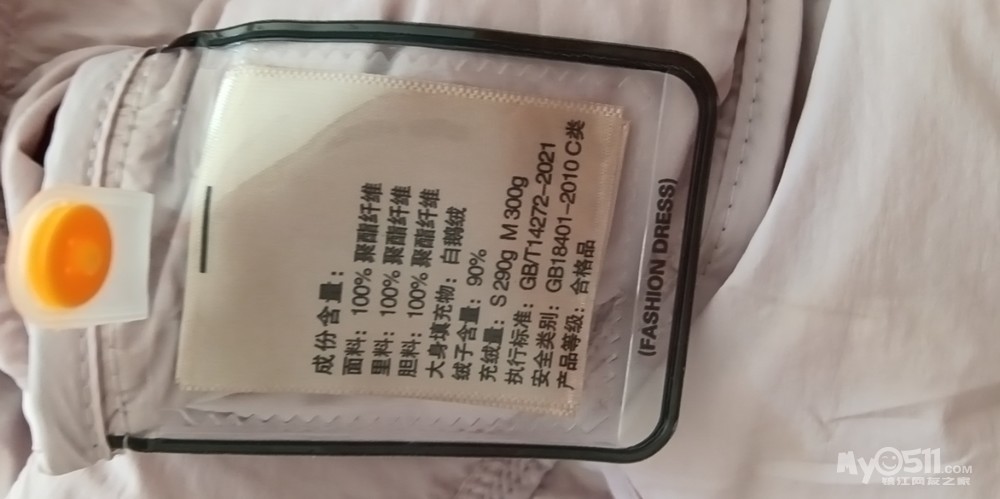 成份含量：
面料：100% 聚酯纤维
里料：100% 聚酯纤维
胆料：100% 聚酯纤维
大身填充物：白鹅绒
绒子含量：90%
充绒量：S 290g M 300g
执行标准：GB/T14272-2021
安全类别：GB18401-2010 C类
产品等级：合格品
(FASHION DRESS)
My0511.COM
镇江网友之家